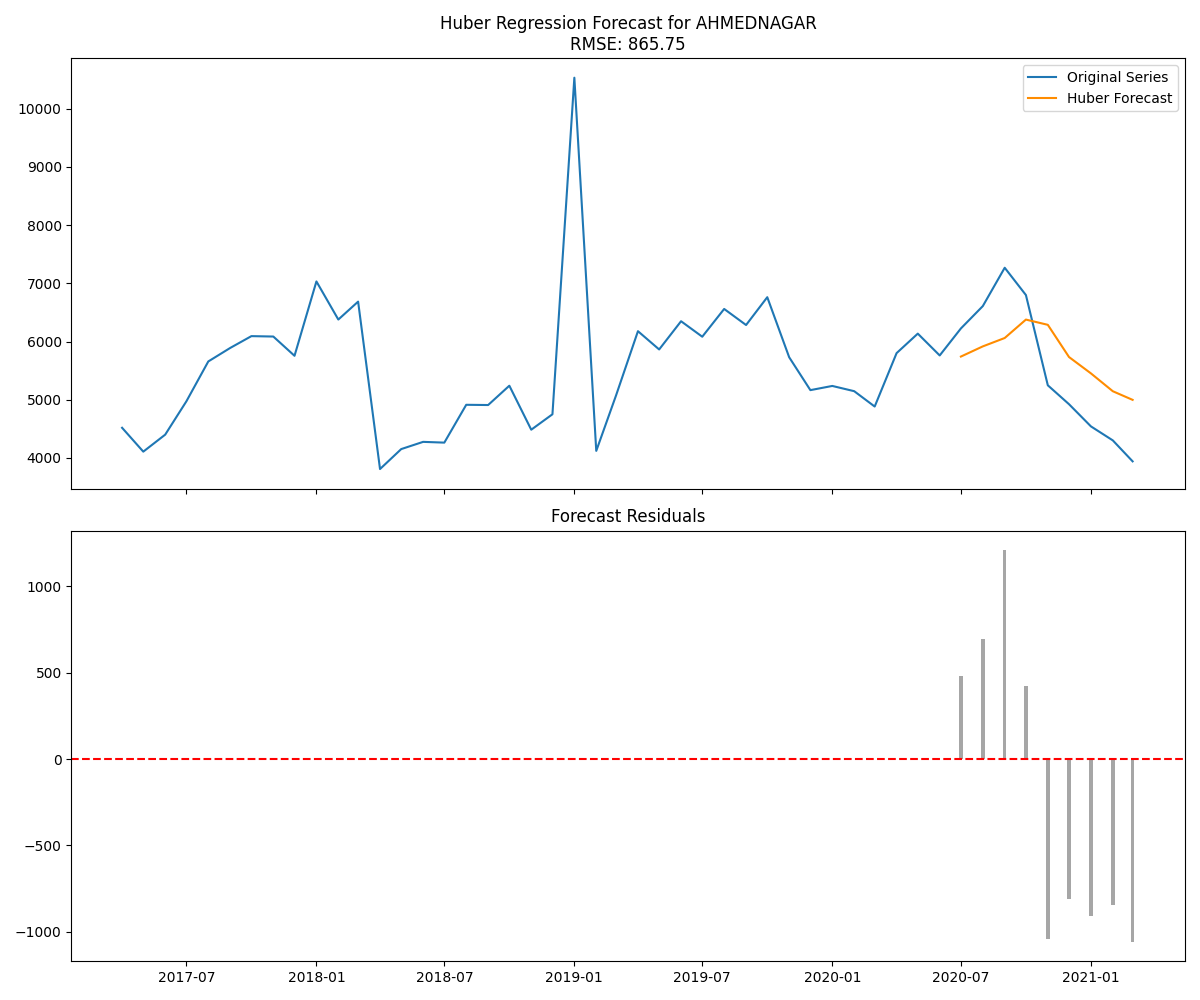 Huber Regression Forecast for AHMEDNAGAR
RMSE: 865.75
Original Series
Huber Forecast
10000
9000
8000
7000
6000
5000
4000
Forecast Residuals
1000
500
0
−500
−1000
2017-07 2018-01 2018-07 2019-01 2019-07 2020-01 2020-07 2021-01